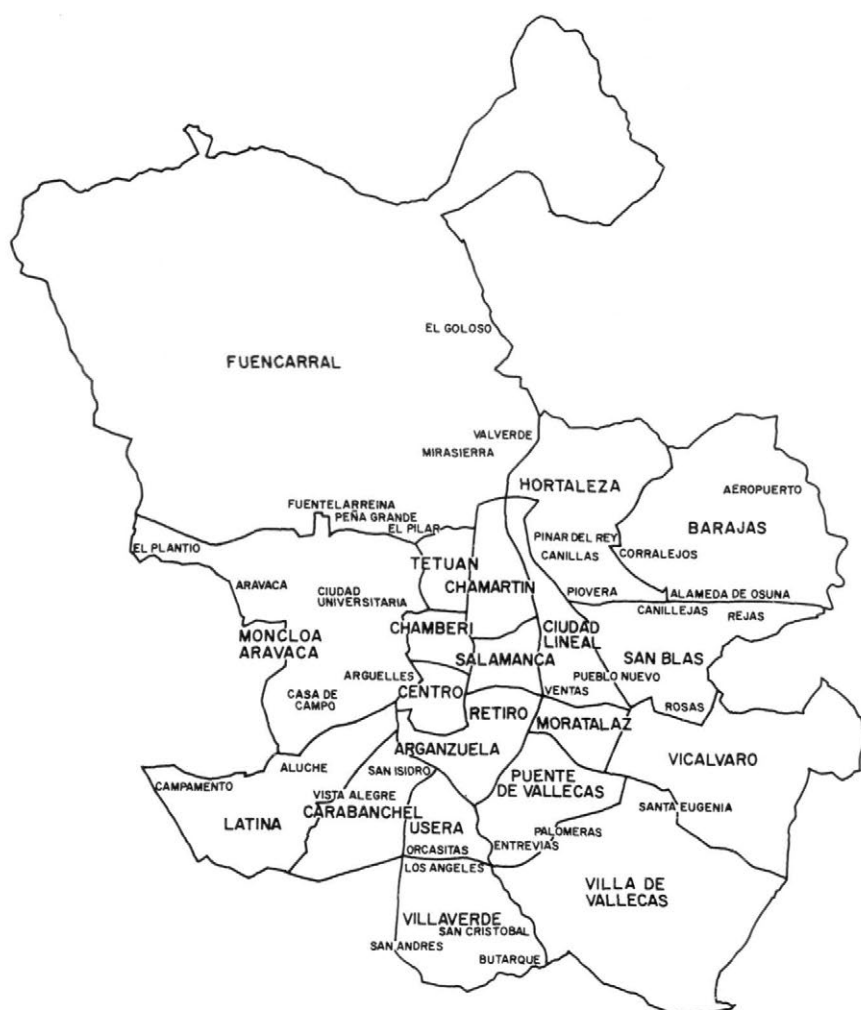 EL GOLOSO
FUENCARRAL
VALVERDE
MIRASIERRA
HORTALEZA
AEROPUERTO
FUENTELARREINA
PEÑA GRANDE
EL PILAR
BARAJAS
PINAR DEL REY
EL PLANTIO
CANILLAS
CORRALEJOS
TETUAN
CHAMARTIN
ARAVACA
CIUDAD
UNIVERSITARIA
PIOVERA
ALAMEDA DE OSUNA
CANILLEJAS
REJAS
CHAMBERI
CIUDAD
LINEAL
MONCLOA
ARAVACA
SALAMANCA
SAN BLAS
ARGUELLES
PUEBLO NUEVO
CASA DE
CAMPO
CENTRO
VENTAS
ROSAS
RETIRO
MORATALAZ
ARGANZUELA
VICALVARO
ALUCHE
SAN ISIDRO
CAMPAMENTO
PUENTE
DE VALLECAS
VISTA ALEGRE
CARABANCHEL
SANTA EUGENIA
LATINA
USERA
PALOMERAS
ORCASITAS
ENTREVIAS
LOS ANGELES
VILLA DE
VALLECAS
VILLAVERDE
SAN CRISTOBAL
SAN ANDRES
BUTARQUE